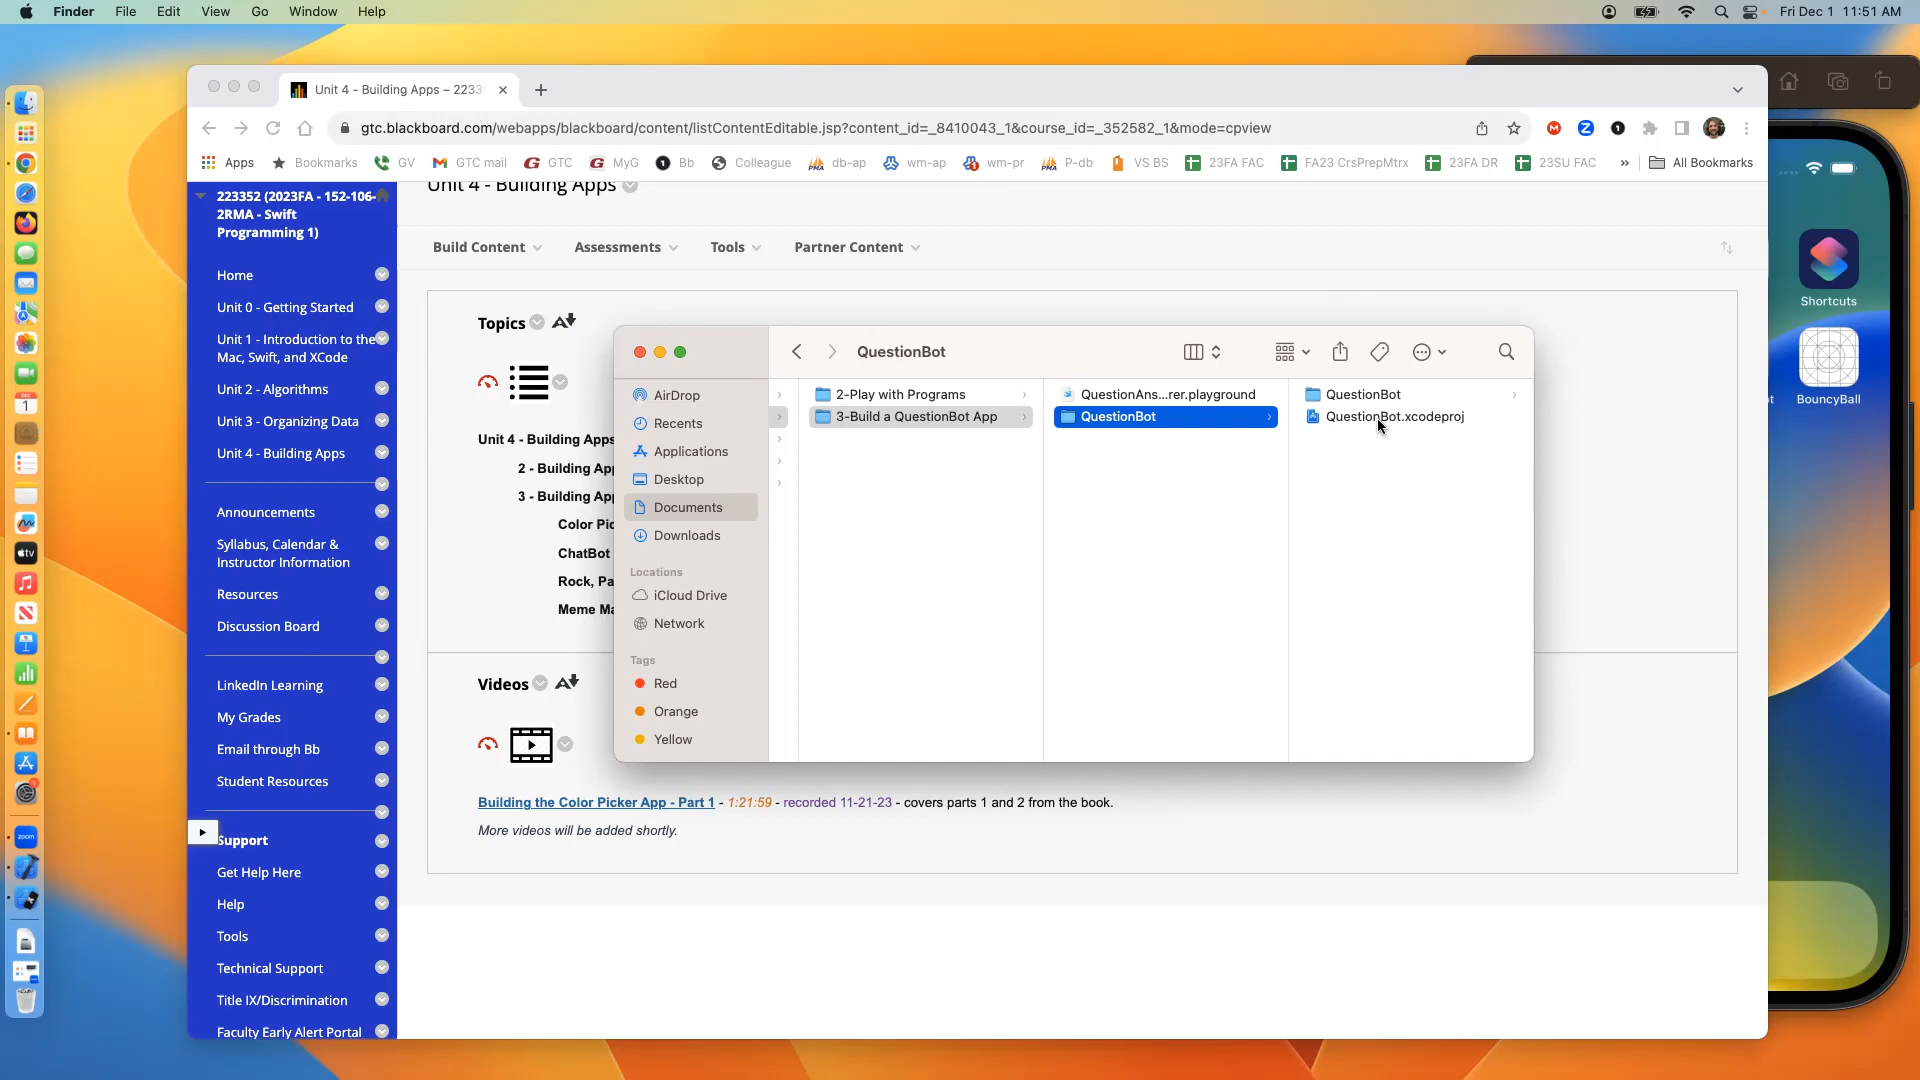 Finder File Edit View Go Window Help
Fri Dec 1 11:51 AM
Unit 4 - Building Apps – 2233
gtc.blackboard.com/webapps/blackboard/content/listContentEditable.jsp?content_id=_8410043_1&course_id=_352582_1&mode=cpview
Apps Bookmarks GV GTC mail GTC MyG Bb Colleague db-ap wm-ap wm-pr P-db VS BS 23FA FAC FA23 CrsPrepMtrx 23FA DR 23SU FAC » All Bookmarks
223352 (2023FA - 152-106-
2RMA - Swift
Programming 1)
Home
Unit 0 - Getting Started
Unit 1 - Introduction to the
Mac, Swift, and XCode
Unit 2 - Algorithms
Unit 3 - Organizing Data
Unit 4 - Building Apps
Announcements
Syllabus, Calendar &
Instructor Information
Resources
Discussion Board
LinkedIn Learning
My Grades
Email through Bb
Student Resources
Support
Get Help Here
Help
Tools
Technical Support
Title IX/Discrimination
Faculty Early Alert Portal
Unit 4 - Building Apps
Build Content Assessments Tools Partner Content
Topics
Unit 4 - Building Apps
2 - Building Ap
3 - Building Ap
Color Pic
ChatBot
Rock, Pa
Meme Ma
Videos
Building the Color Picker App - Part 1 - 1:21:59 - recorded 11-21-23 - covers parts 1 and 2 from the book.
More videos will be added shortly.
QuestionBot
AirDrop
Recents
Applications
Desktop
Documents
Downloads
Locations
iCloud Drive
Network
Tags
Red
Orange
Yellow
2-Play with Programs
3-Build a QuestionBot App
QuestionAns...rer.playground
QuestionBot
QuestionBot
QuestionBot.xcodeproj
Shortcuts
BouncyBall
zoom
tv